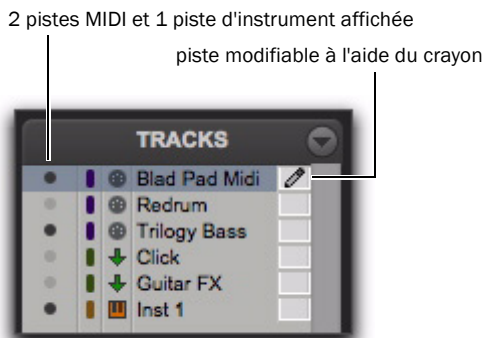 2 pistes MIDI et 1 piste d'instrument affichée
piste modifiable à l'aide du crayon
TRACKS
Blad Pad Midi
Redrum
Trilogy Bass
Click
Guitar FX
Inst 1